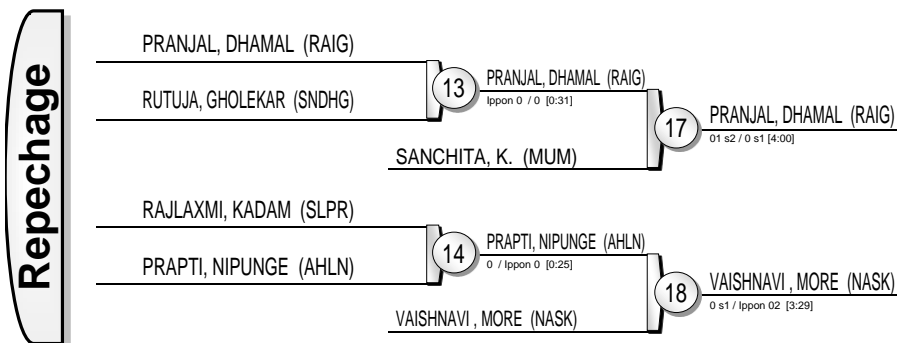 Repechage
PRANJAL, DHAMAL (RAIG)
RUTUJA, GHOLEKAR (SNDHG)
13
PRANJAL, DHAMAL (RAIG)
Ippon 0 / 0 [0:31]
SANCHITA, K. (MUM)
17
PRANJAL, DHAMAL (RAIG)
01 s2 / 0 s1 [4:00]
RAJLAXMI, KADAM (SLPR)
PRAPTI, NIPUNGE (AHLN)
14
PRAPTI, NIPUNGE (AHLN)
0 / Ippon 0 [0:25]
VAISHNAVI , MORE (NASK)
18
VAISHNAVI , MORE (NASK)
0 s1 / Ippon 02 [3:29]